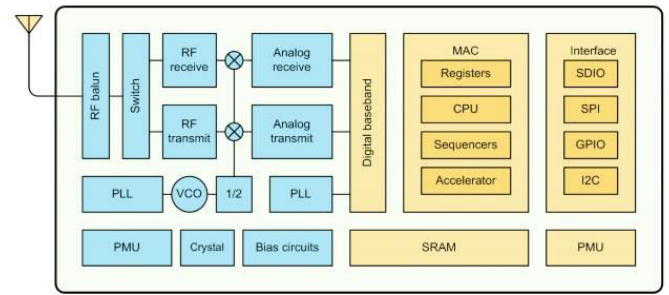 RF balun
Switch
RF
receive
Analog
receive
RF
transmit
Analog
transmit
PLL
VCO
1/2
PLL
Digital baseband
MAC
Registers
CPU
Sequencers
Accelerator
Interface
SDIO
SPI
GPIO
I2C
PMU
Crystal
Bias circuits
SRAM
PMU